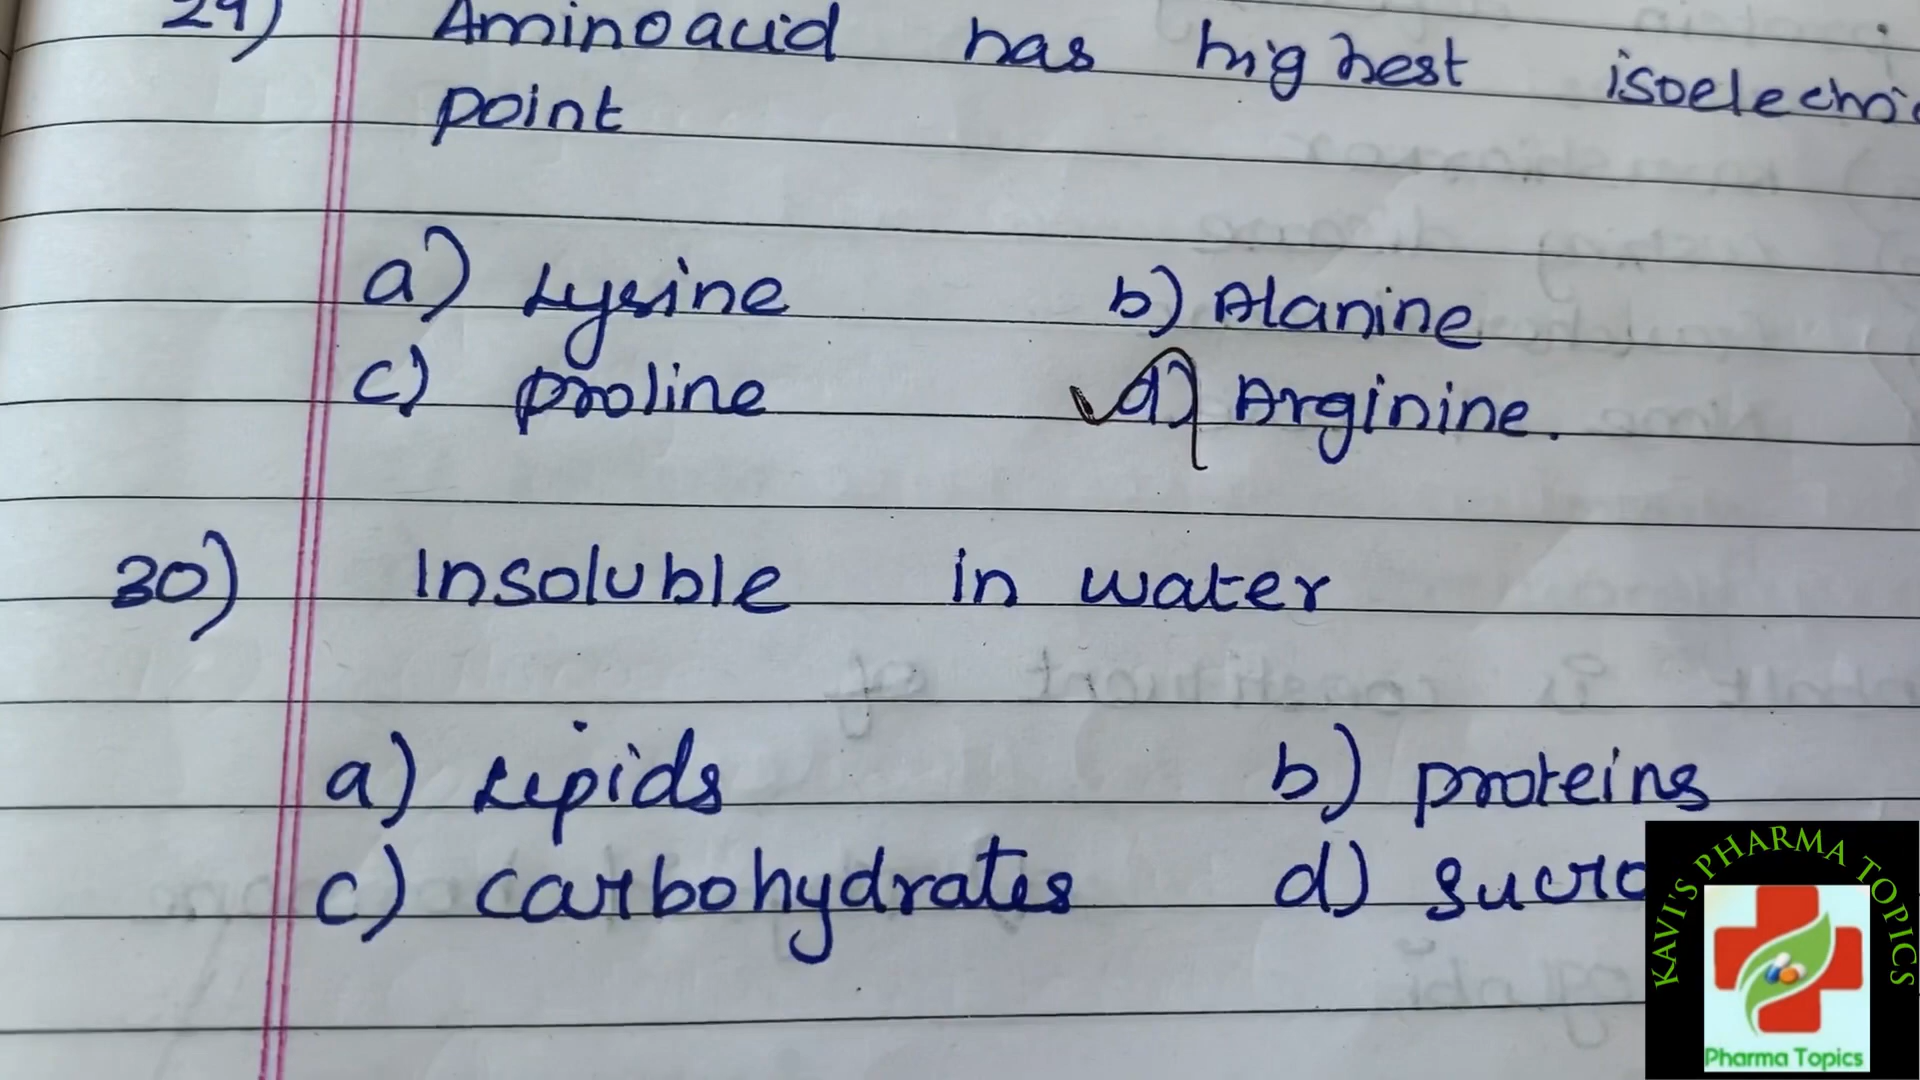 29) Aminoacid has highest isoelectric
point
a) Lysine b) Alanine
c) proline d) Arginine.
30) Insoluble in water
a) Lipids b) proteins
c) carbohydrates d) sucro
KAVI'S PHARMA TOPICS
Pharma Topics